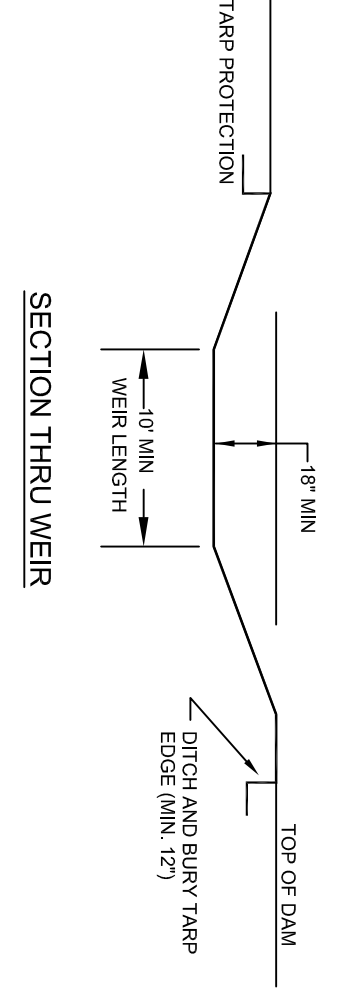 TARP PROTECTION
18" MIN
TOP OF DAM
10' MIN
WEIR LENGTH
DITCH AND BURY TARP
EDGE (MIN. 12")
SECTION THRU WEIR